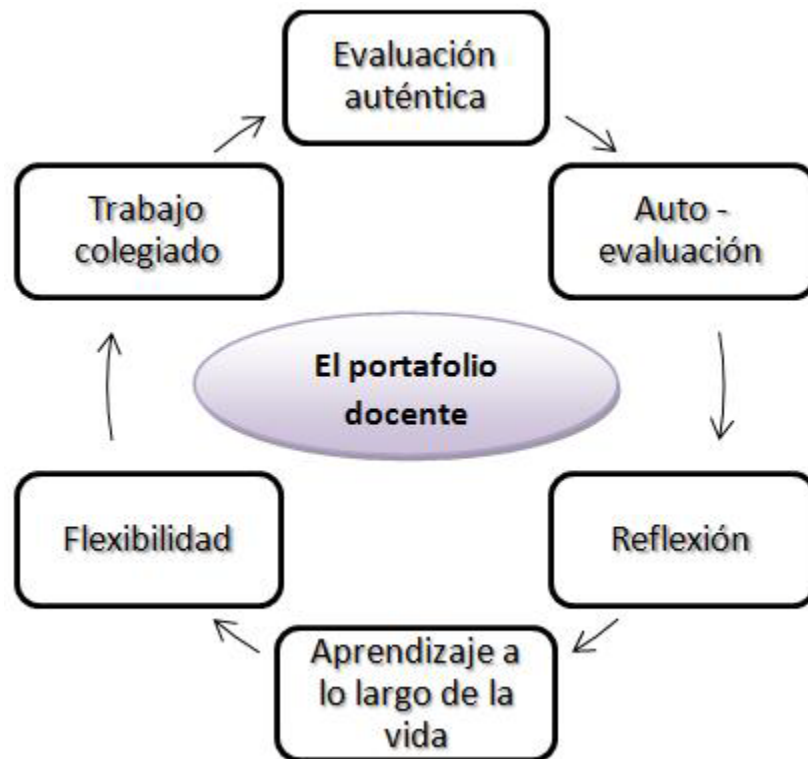 Evaluación
auténtica
Auto -
evaluación
Reflexión
Aprendizaje a
lo largo de la
vida
Flexibilidad
Trabajo
colegiado
El portafolio
docente